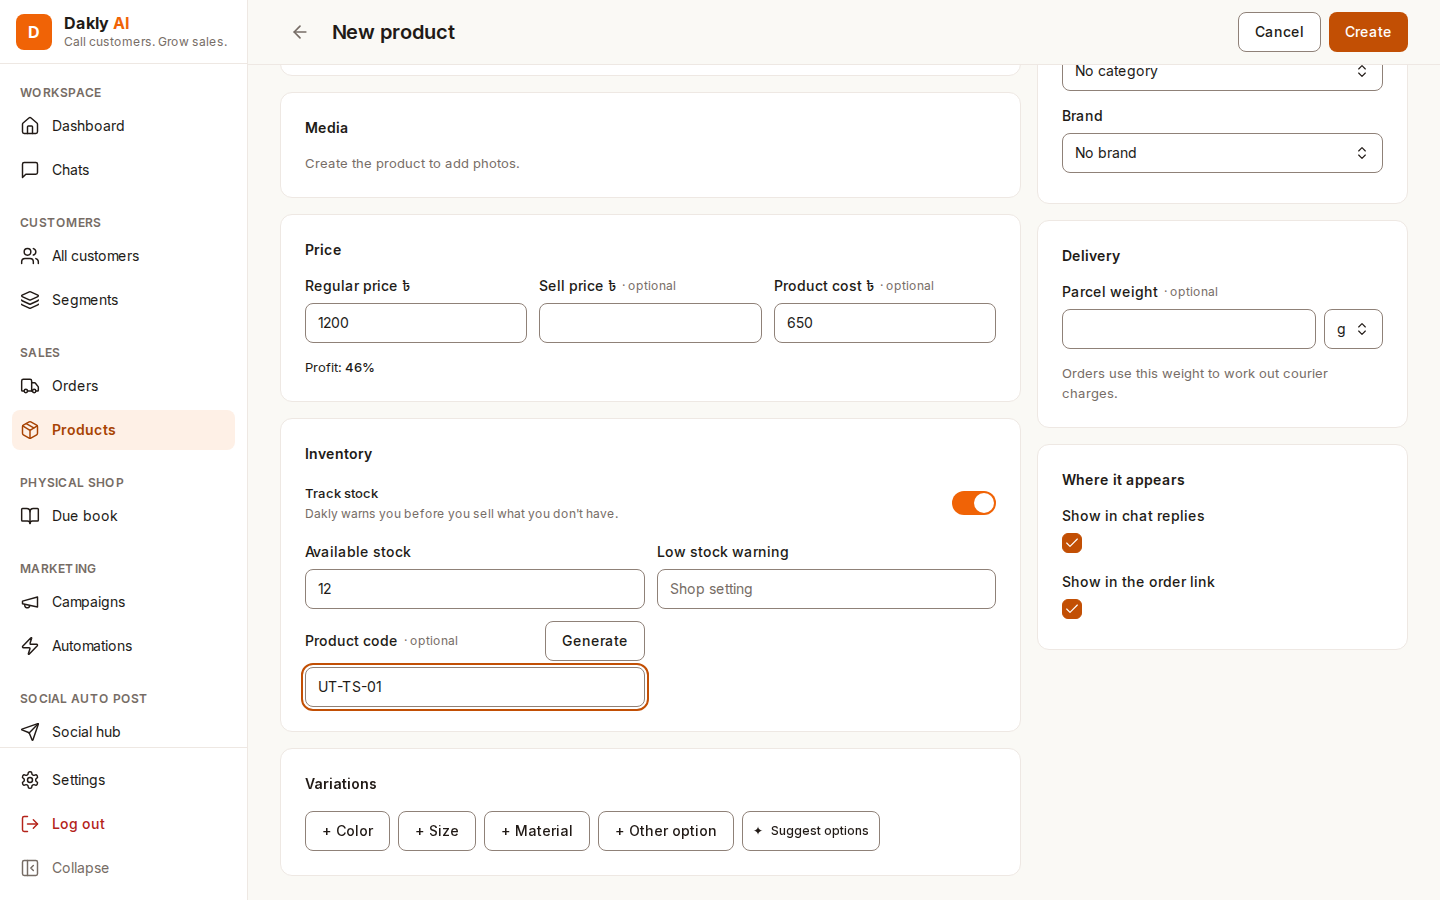 D
Dakly AI
Call customers. Grow sales.
WORKSPACE
Dashboard
Chats
CUSTOMERS
All customers
Segments
SALES
Orders
Products
PHYSICAL SHOP
Due book
MARKETING
Campaigns
Automations
SOCIAL AUTO POST
Social hub
Settings
Log out
Collapse
New product
Cancel
Create
Media
Create the product to add photos.
Price
Regular price ৳
Sell price ৳ · optional
Product cost ৳ · optional
1200
650
Profit: 46%
Inventory
Track stock
Dakly warns you before you sell what you don't have.
Available stock
Low stock warning
12
Shop setting
Product code · optional
Generate
UT-TS-01
Variations
+ Color
+ Size
+ Material
+ Other option
✦ Suggest options
No category
Brand
No brand
Delivery
Parcel weight · optional
g
Orders use this weight to work out courier
charges.
Where it appears
Show in chat replies
Show in the order link